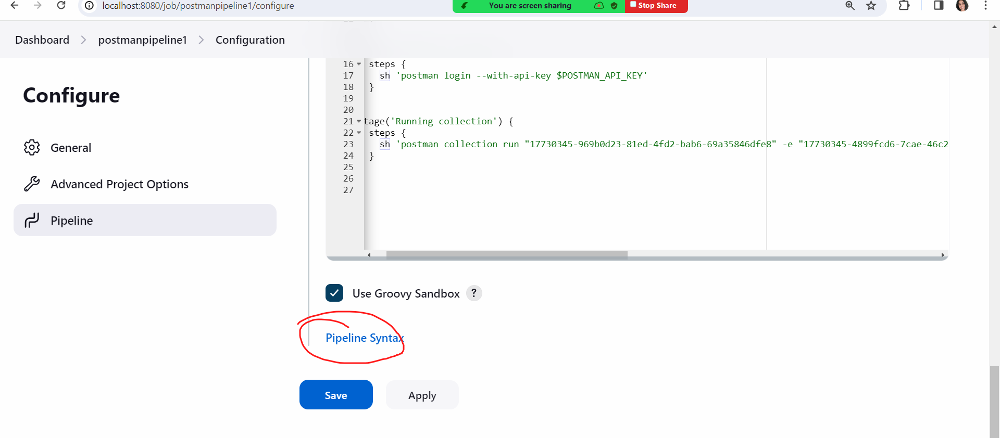 localhost:8080/job/postmanpipeline1/configure
You are screen sharing
Stop Share
Dashboard > postmanpipeline1 > Configuration
Configure
General
Advanced Project Options
Pipeline
16 steps {
17 sh 'postman login --with-api-key $POSTMAN_API_KEY'
18 }
19
20
21 tage('Running collection') {
22 steps {
23 sh 'postman collection run "17730345-969b0d23-81ed-4fd2-bab6-69a35846dfe8" -e "17730345-4899fcd6-7cae-46c2
24 }
25
26
27
Use Groovy Sandbox ?
Pipeline Syntax
Save
Apply